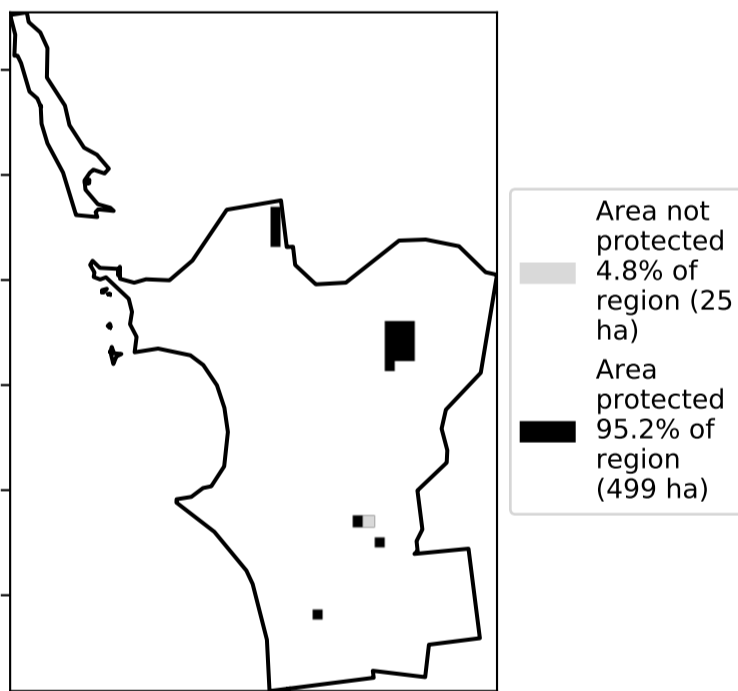 Area not
protected
4.8% of
region (25
ha)
Area
protected
95.2% of
region
(499 ha)